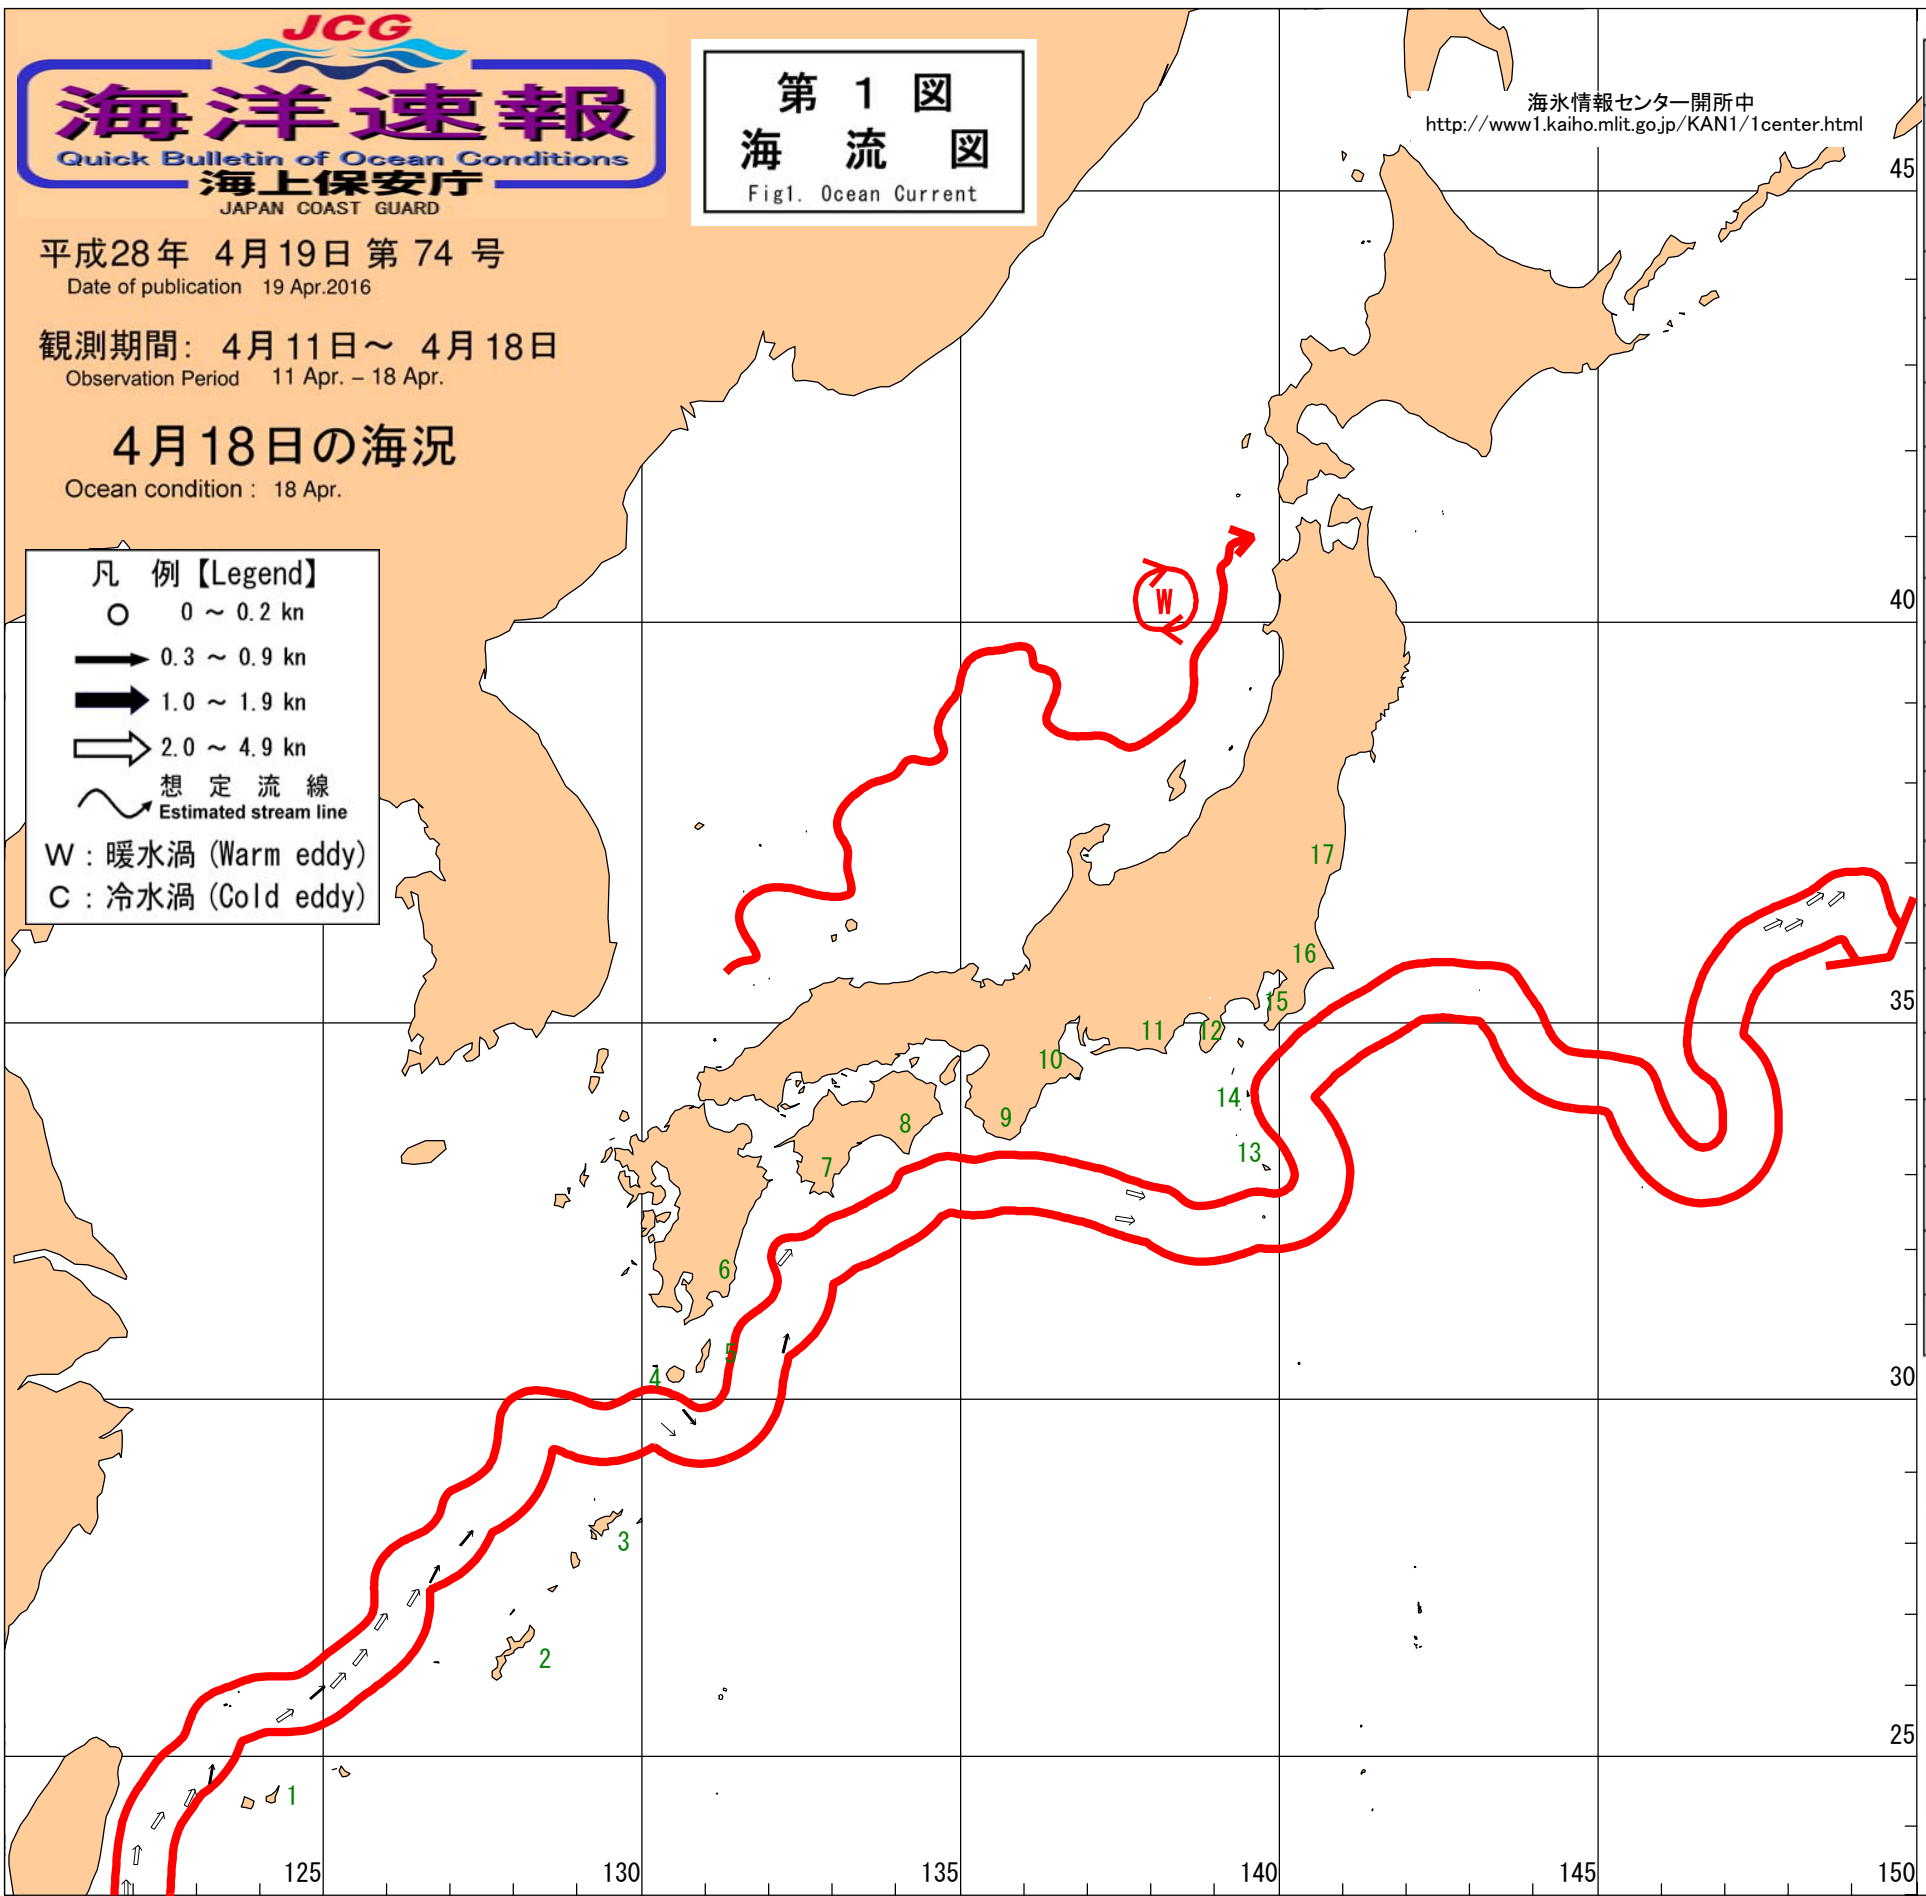 JCG
海洋速報
Quick Bulletin of Ocean Conditions
海上保安庁
JAPAN COAST GUARD
平成28年 4月19日 第 74 号
Date of publication 19 Apr.2016
観測期間: 4月11日～ 4月18日
Observation Period 11 Apr. – 18 Apr.
4月18日の海況
Ocean condition : 18 Apr.
第 1 図
海 流 図
Fig1. Ocean Current
海氷情報センター開所中
http://www1.kaiho.mlit.go.jp/KAN1/1center.html
凡 例【Legend】
0 ～ 0.2 kn
0.3 ～ 0.9 kn
1.0 ～ 1.9 kn
2.0 ～ 4.9 kn
想 定 流 線
Estimated stream line
W : 暖水渦 (Warm eddy)
C : 冷水渦 (Cold eddy)
45
40
35
30
25
W
17
16
15
14
13
12
11
10
9
8
7
6
5
4
3
2
1
125
130
135
140
145
150